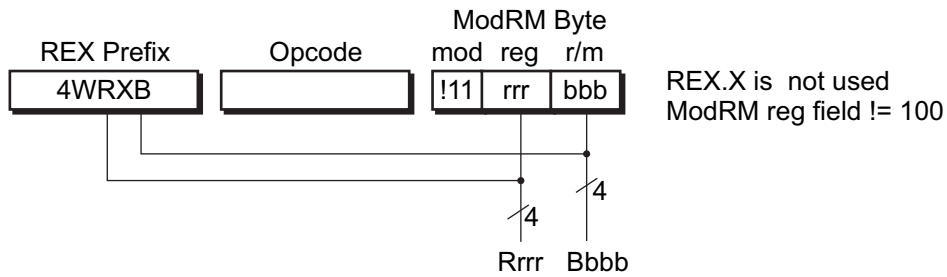 ModRM Byte
REX Prefix Opcode mod reg r/m
4WRXB !11 rrr bbb
REX.X is not used
ModRM reg field != 100
4
4
Rrrr Bbbb